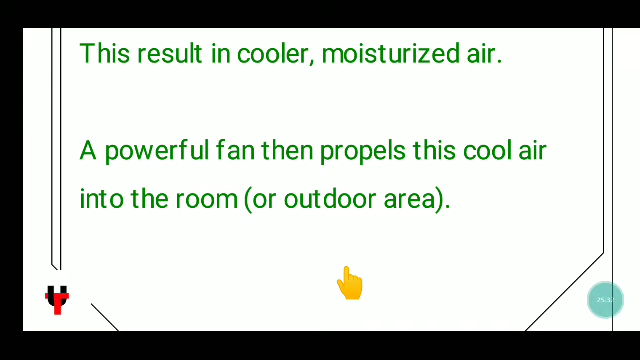 This result in cooler, moisturized air.
A powerful fan then propels this cool air
into the room (or outdoor area).